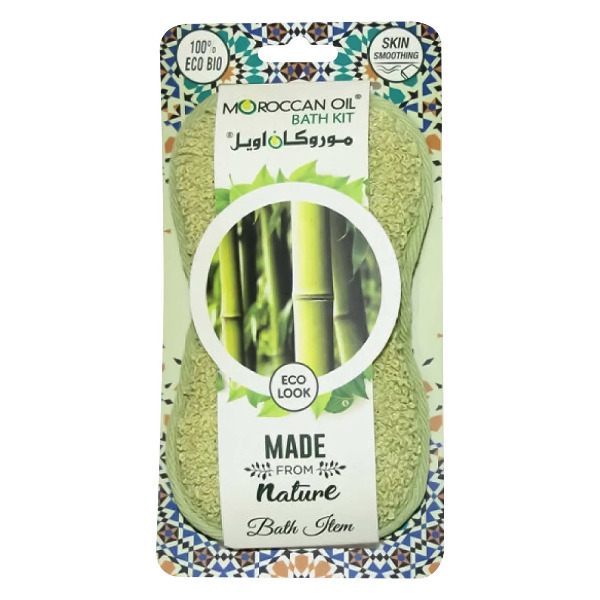 100%
ECO BIO
SKIN
SMOOTHING
MOROCCAN OIL®
BATH KIT
موروكان اويل®
ECO
LOOK
MADE
FROM
Nature
Bath Item